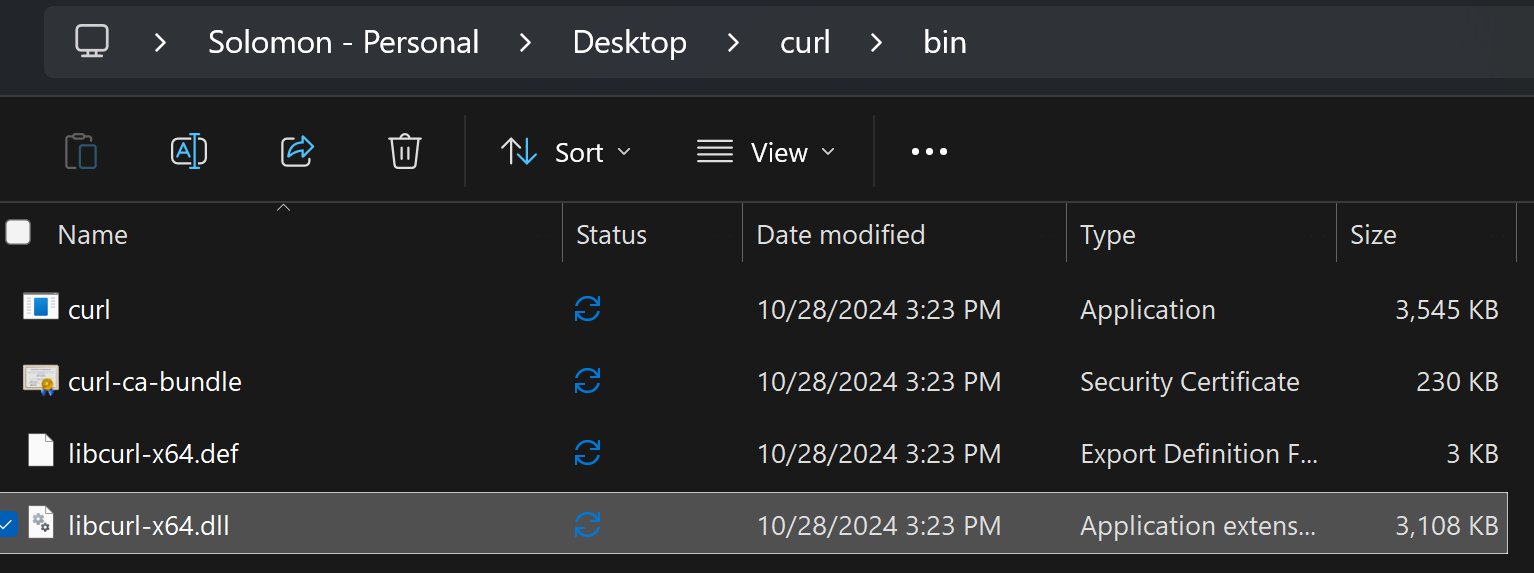 Solomon - Personal > Desktop > curl > bin
Sort View
Name Status Date modified Type Size
curl 10/28/2024 3:23 PM Application 3,545 KB
curl-ca-bundle 10/28/2024 3:23 PM Security Certificate 230 KB
libcurl-x64.def 10/28/2024 3:23 PM Export Definition F... 3 KB
libcurl-x64.dll 10/28/2024 3:23 PM Application extens... 3,108 KB